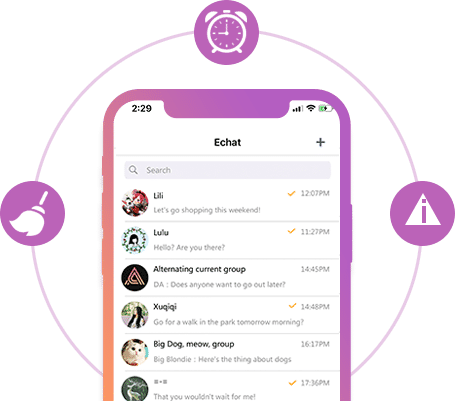 2:29
Echat
Search
Lili
12:07PM
Let's go shopping this weekend!
Lulu
11:27PM
Hello? Are you there?
Alternating current group
14:45PM
DA : Does anyone want to go out later?
Xuqiqi
14:48PM
Go for a walk in the park tomorrow morning?
Big Dog, meow, group
16:17PM
Big Blondie : Here's the thing about dogs
17:36PM
That you wouldn't wait for me!